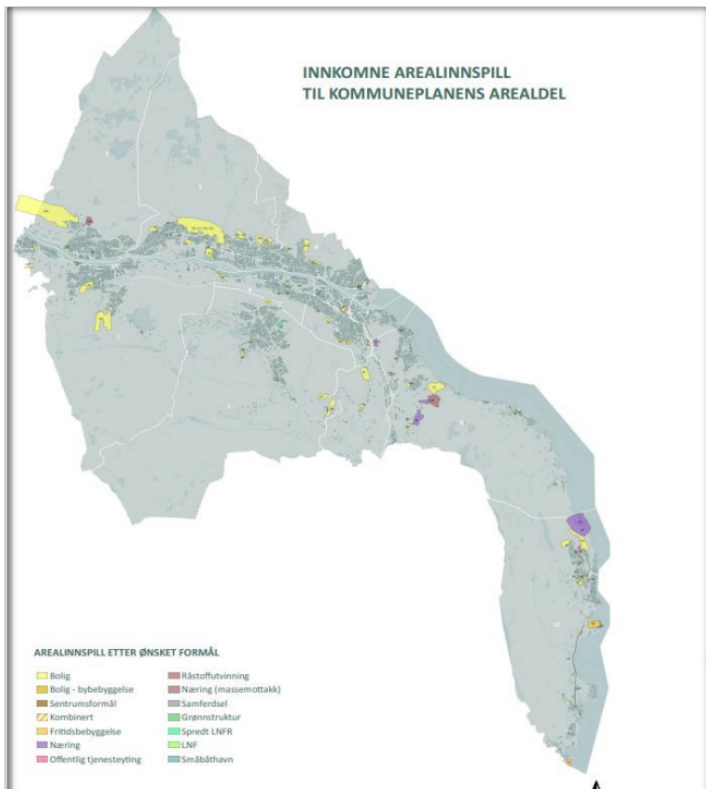 INNKOMNE AREALINNSPILL
TIL KOMMUNEPLANENS AREALDEL
AREALINNSPILL ETTER ØNSKET FORMÅL
Bolig
Bolig - bybebyggelse
Sentrumsformål
Kombinert
Fritidsbebyggelse
Næring
Offentlig tjenesteyting
Råstoffutvinning
Næring (massemottakk)
Samferdsel
Grønnstruktur
Spredt LNFR
LNF
Småbåthavn